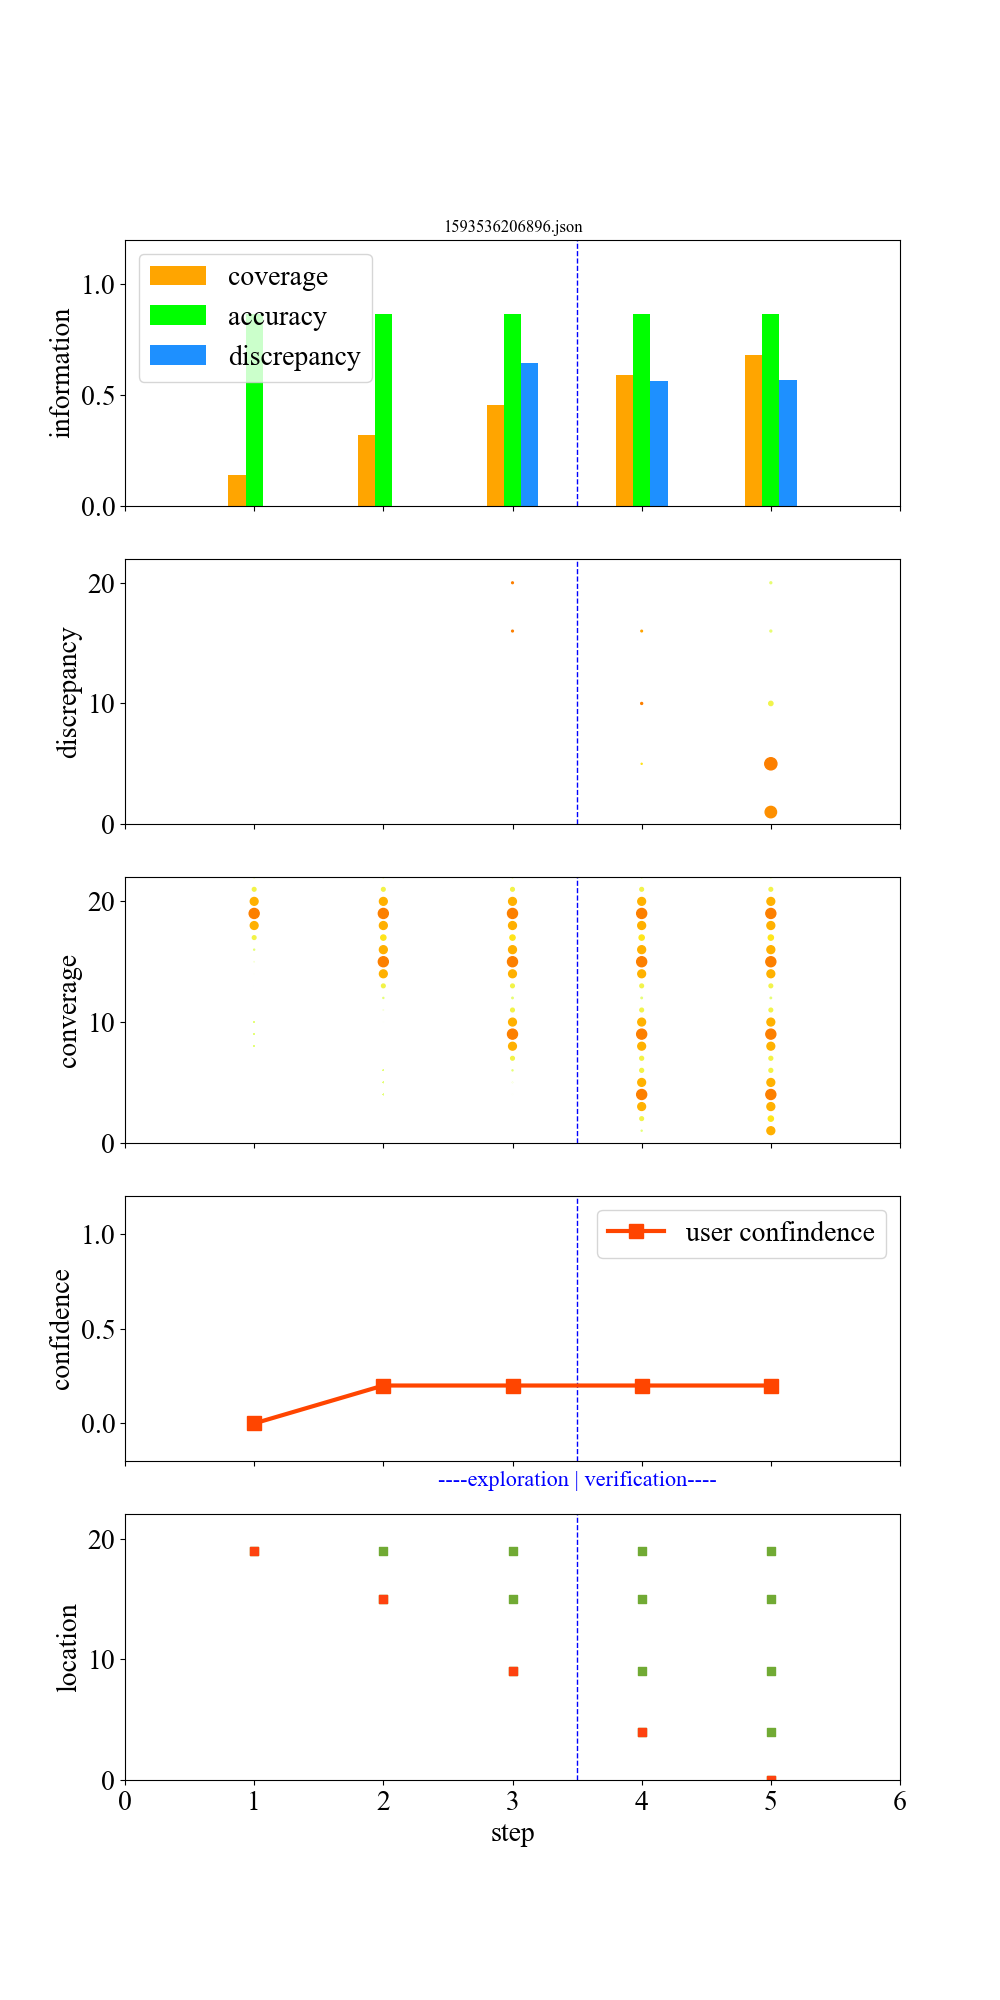 1593536206896.json
coverage
accuracy
discrepancy
1.0
0.5
0.0
information
20
10
0
discrepancy
20
10
0
converage
user confindence
1.0
0.5
0.0
confidence
----exploration | verification----
20
10
0
location
0 1 2 3 4 5 6
step